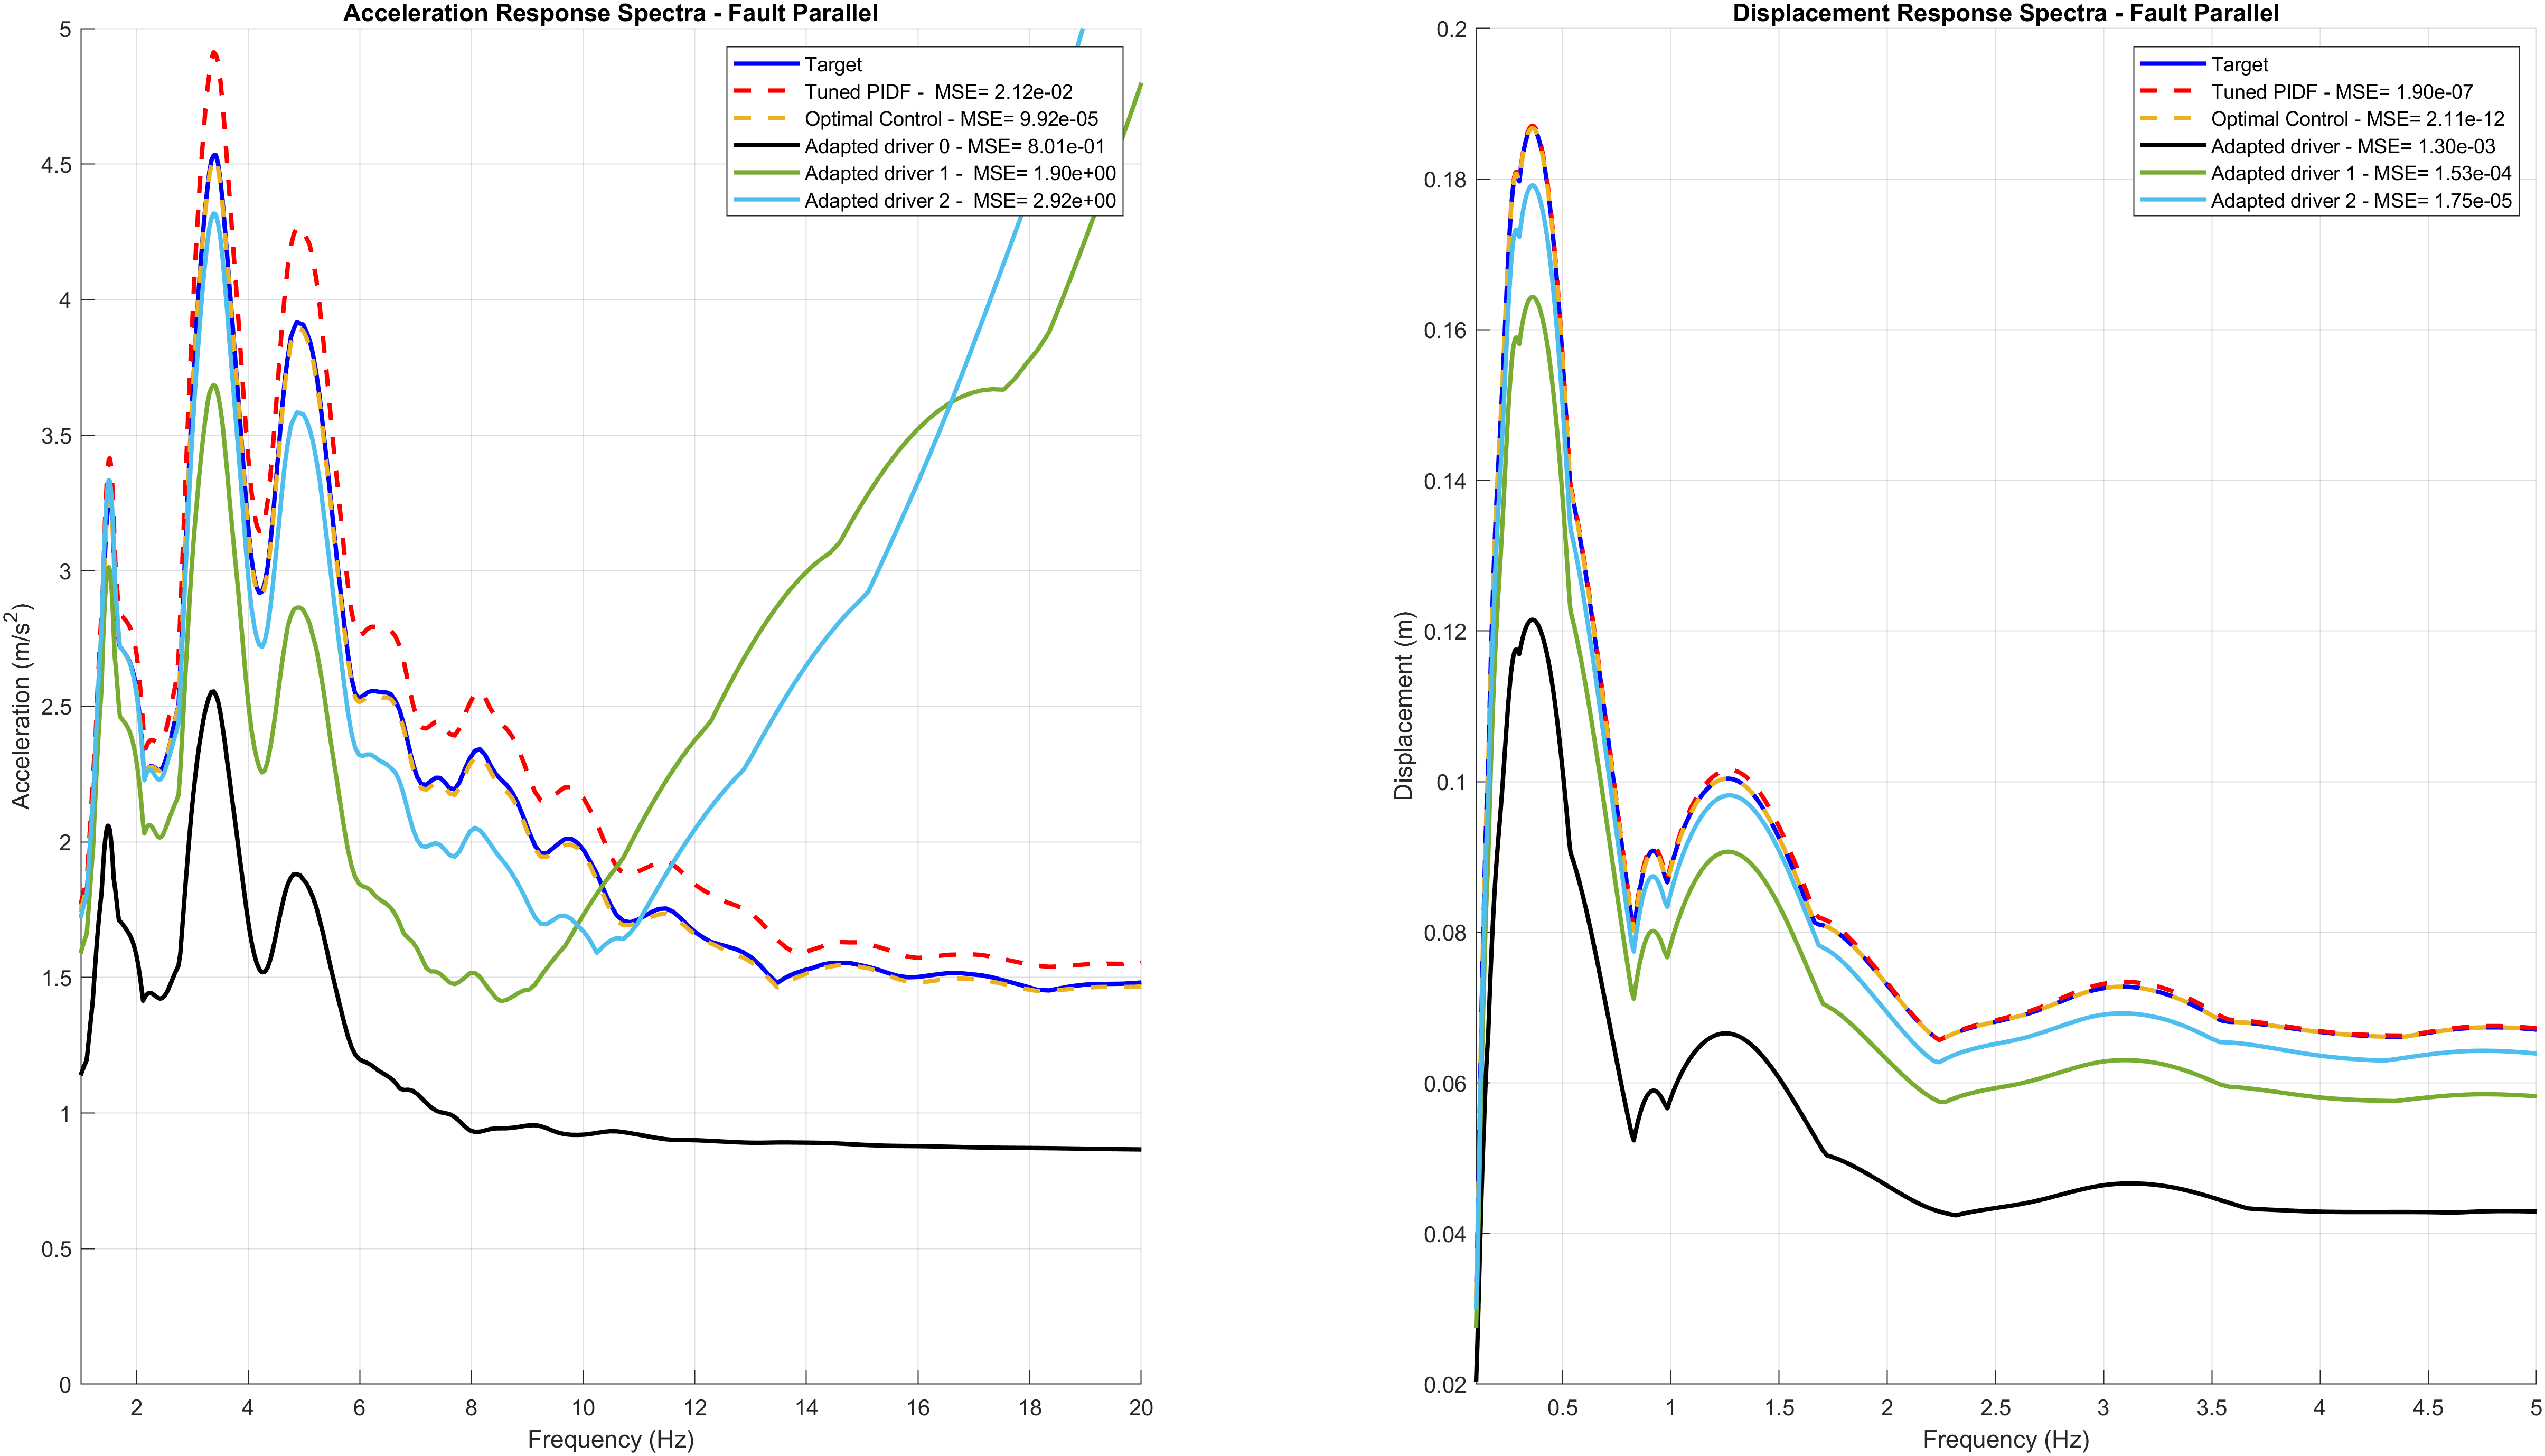 Acceleration Response Spectra - Fault Parallel
Acceleration (m/s²)
5
4.5
4
3.5
3
2.5
2
1.5
1
0.5
0
Target
Tuned PIDF - MSE= 2.12e-02
Optimal Control - MSE= 9.92e-05
Adapted driver 0 - MSE= 8.01e-01
Adapted driver 1 - MSE= 1.90e+00
Adapted driver 2 - MSE= 2.92e+00
2 4 6 8 10 12 14 16 18 20
Frequency (Hz)
Displacement Response Spectra - Fault Parallel
Displacement (m)
0.2
0.18
0.16
0.14
0.12
0.1
0.08
0.06
0.04
0.02
Target
Tuned PIDF - MSE= 1.90e-07
Optimal Control - MSE= 2.11e-12
Adapted driver - MSE= 1.30e-03
Adapted driver 1 - MSE= 1.53e-04
Adapted driver 2 - MSE= 1.75e-05
0.5 1 1.5 2 2.5 3 3.5 4 4.5 5
Frequency (Hz)